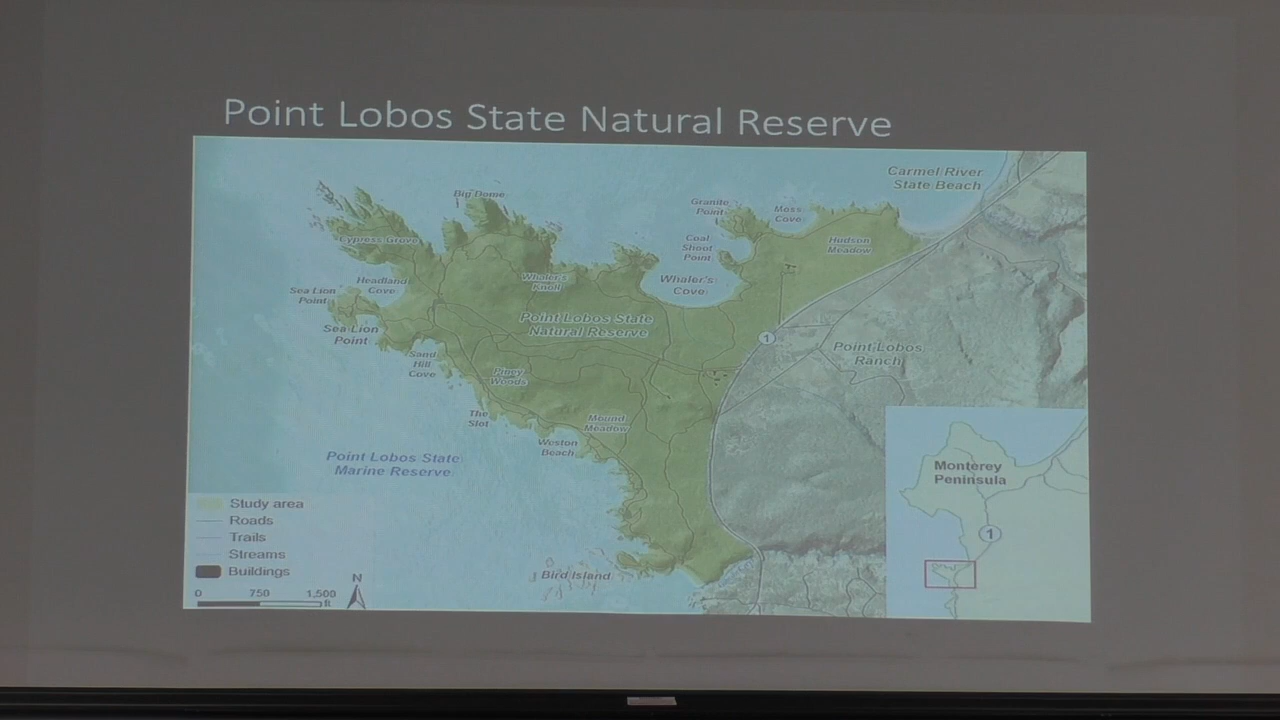 Point Lobos State Natural Reserve
Carmel River
State Beach
Big Dome
Granite
Point
Moss
Cove
Cypress Grove
Coal
Shoot
Point
Hudson
Meadow
Headland
Cove
Whaler's
Knoll
Whaler's
Cove
Sea Lion
Point
Point Lobos State
Natural Reserve
Sea Lion
Point
1
Point Lobos
Ranch
Sand
Hill
Cove
Piney
Woods
The
Slot
Mound
Meadow
Weston
Beach
Point Lobos State
Marine Reserve
Monterey
Peninsula
1
Study area
Roads
Trails
Streams
Buildings
Bird Island
N
0 750 1,500
ft